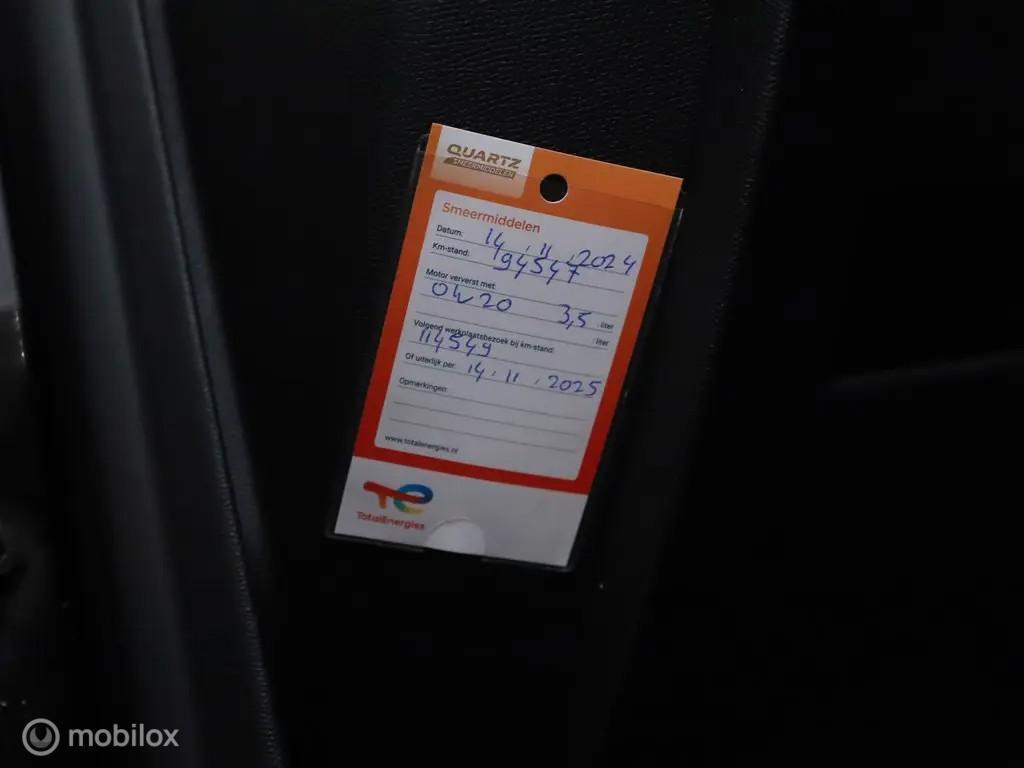 QUARTZ
SMEERMIDDELEN
Smeermiddelen
Datum: 14.11.2024
Km-stand: 94547
Motor ververst met:
0W20 3,5 liter
liter
Volgend werkplaatsbezoek bij km-stand:
114549
Of uiterlijk per: 14.11.2025
Opmerkingen:
www.totalenergies.nl
TotalEnergies
mobilox